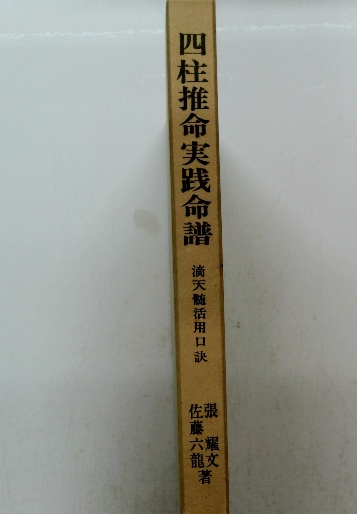 四柱推命実践命譜
滴天髄活用口訣
張耀文
佐藤六龍著